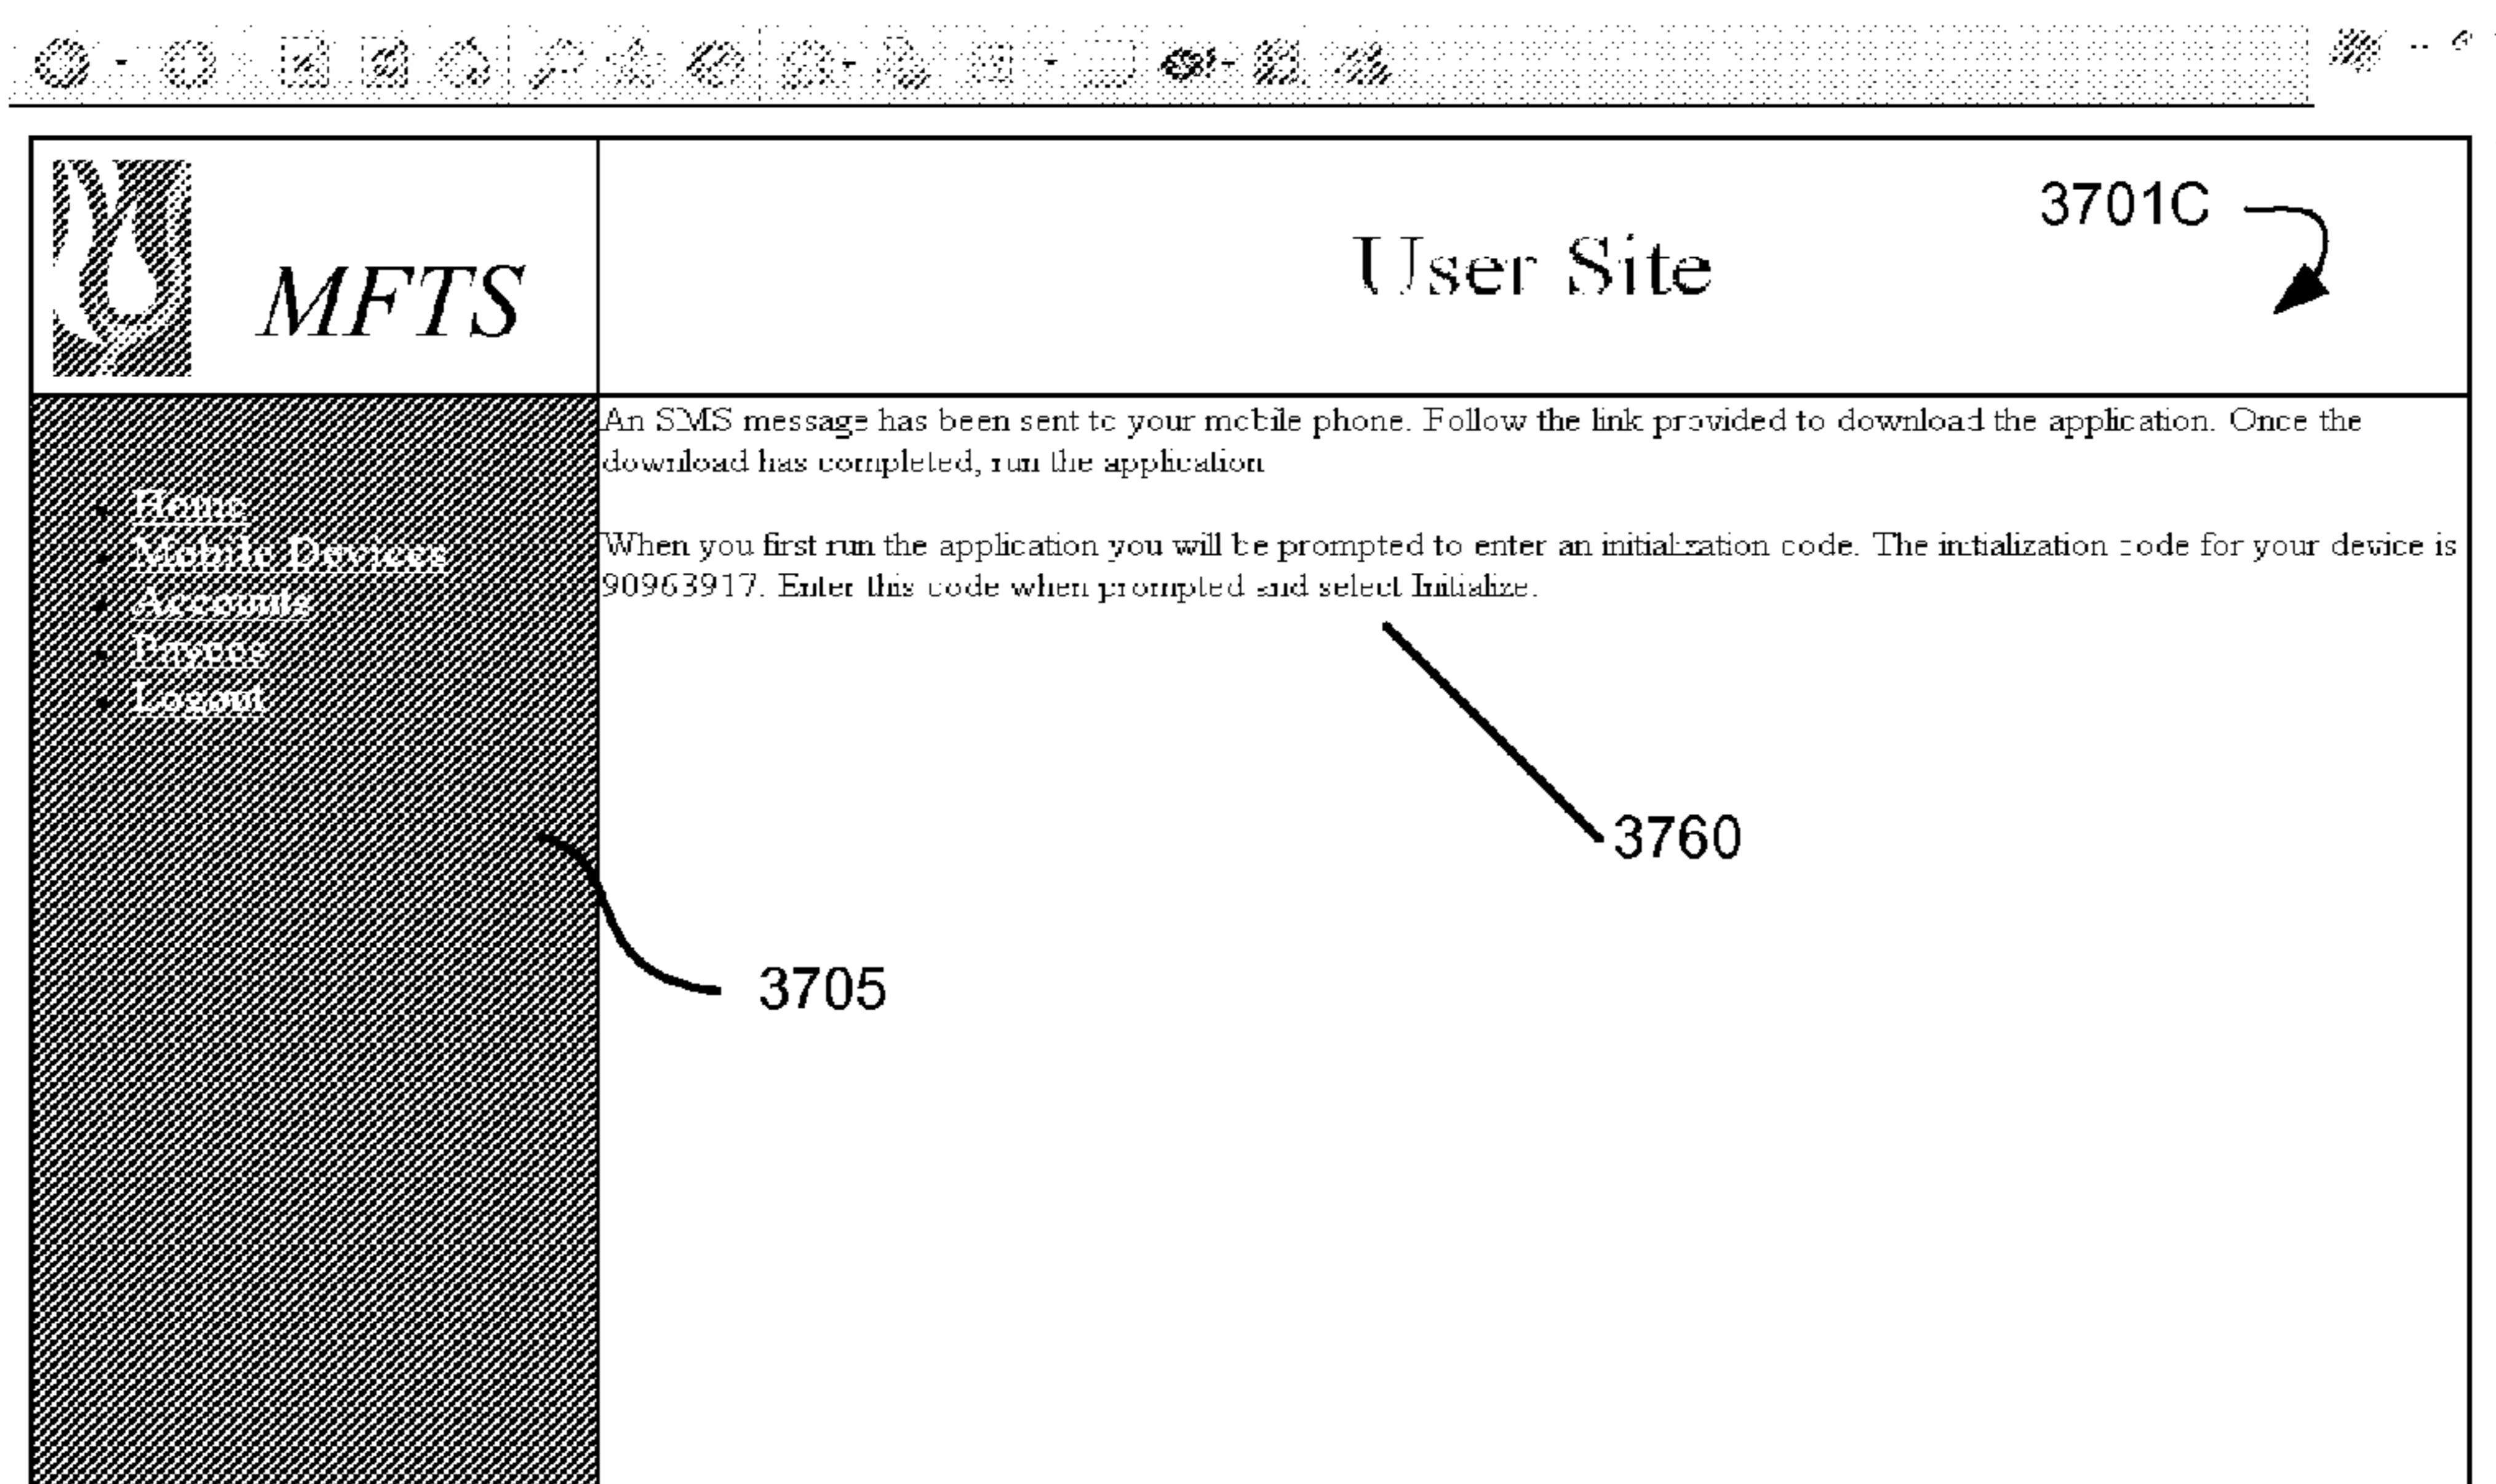 3701C
User Site
MFTS
An SMS message has been sent to your mobile phone. Follow the link provided to download the application. Once the
download has completed, run the application
When you first run the application you will be prompted to enter an initialization code. The initialization code for your device is
90963917. Enter this code when prompted and select Initialize.
Home
Mobile Devices
Accounts
Payees
Logout
3760
3705